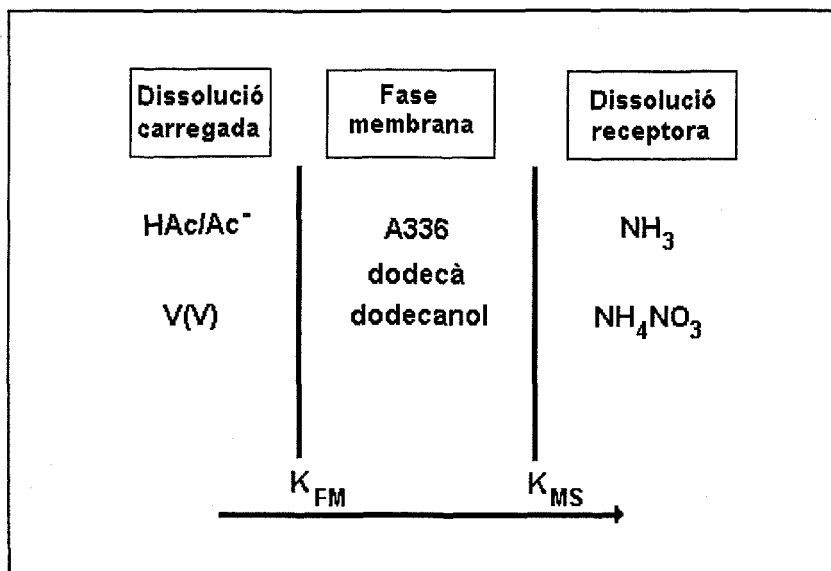 Dissolució
carregada
Fase
membrana
Dissolució
receptora
HAc/Ac⁻
A336
NH₃
dodecà
V(V)
dodecanol
NH₄NO₃
K_FM
K_MS